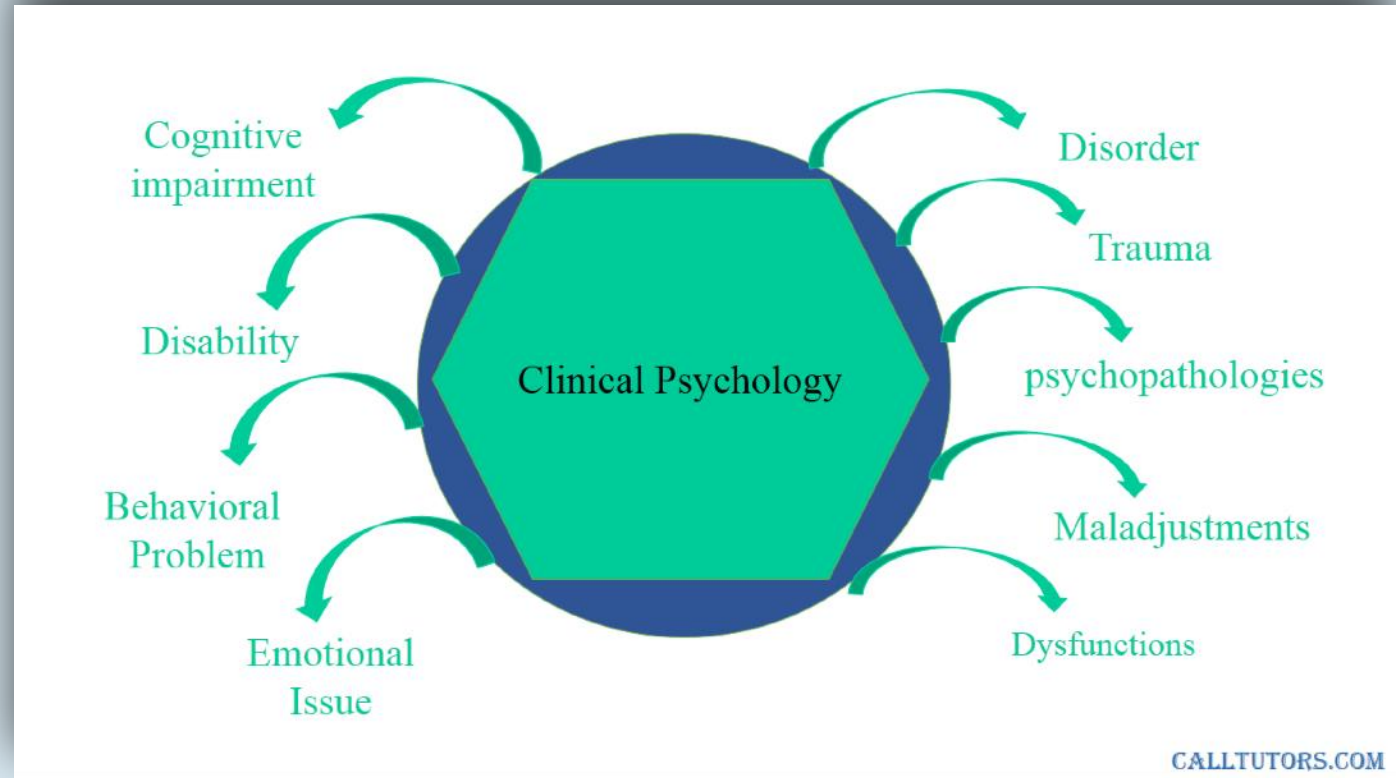 Cognitive
impairment
Disability
Behavioral
Problem
Emotional
Issue
Clinical Psychology
Disorder
Trauma
psychopathologies
Maladjustments
Dysfunctions
CALLTUTORS.COM